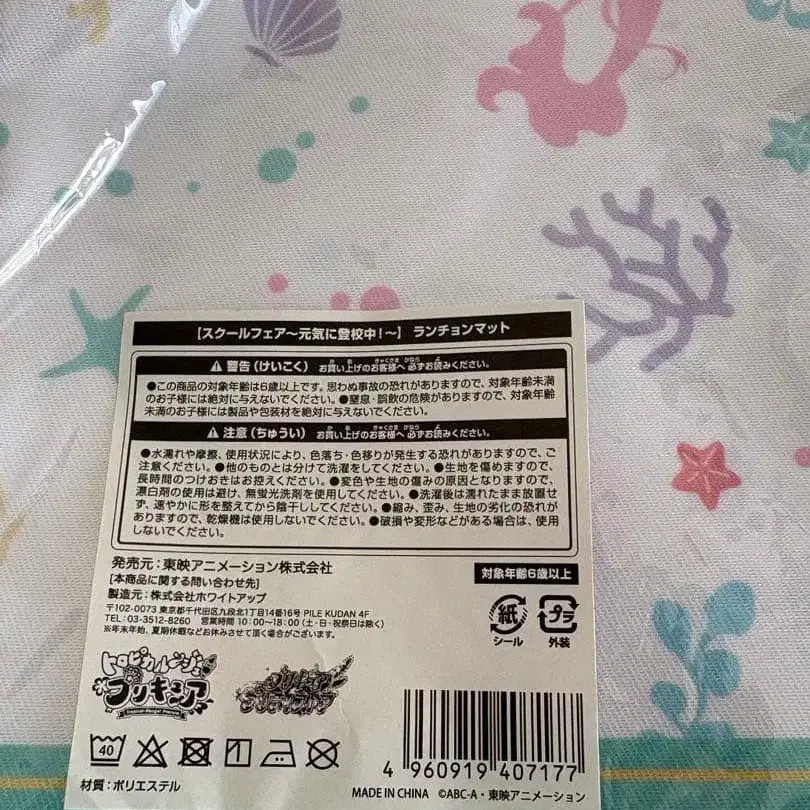 【スクールフェア～元気に登校中!～】 ランチョンマット
⚠警告(けいこく) お買い上げのお客様へ 必ずお読みください。
●この商品の対象年齢は6歳以上です。思わぬ事故の恐れがありますので、対象年齢未満
のお子様には絶対に与えないでください。●窒息・誤飲の危険がありますので、対象年齢
未満のお子様には製品や包装材を絶対に与えないでください。
⚠注意(ちゅうい) お買い上げのお客様へ 必ずお読みください。
●水濡れや摩擦、使用状況により、色落ち・色移りが発生する恐れがありますので、ご
注意ください。●他のものとは分けて洗濯をしてください。●生地を傷めますので、
長時間のつけおきはお控えください。●変色や生地の傷みの原因となりますので、
漂白剤の使用は避け、無蛍光洗剤を使用してください。●洗濯後は濡れたまま放置せ
ず、速やかに形を整えてから陰干ししてください。●縮み、歪み、生地の劣化の恐れが
ありますので、乾燥機は使用しないでください。●破損や変形などがある場合は、使用
しないでください。
発売元:東映アニメーション株式会社
[本商品に関する問い合わせ先]
製造元:株式会社ホワイトアップ
〒102-0073 東京都千代田区九段北1丁目14番16号 PILE KUDAN 4F
TEL:03-3512-8260 営業時間 10:00～18:00 (土・日・祝祭日は除く)
※年末年始、夏期休暇などお休みさせて頂く場合がございます。
対象年齢6歳以上
紙
シール
プラ
外装
トロピカル～ジュ!
プリキュア
40
材質:ポリエステル
4 960919 407177
MADE IN CHINA ©ABC-A・東映アニメーション